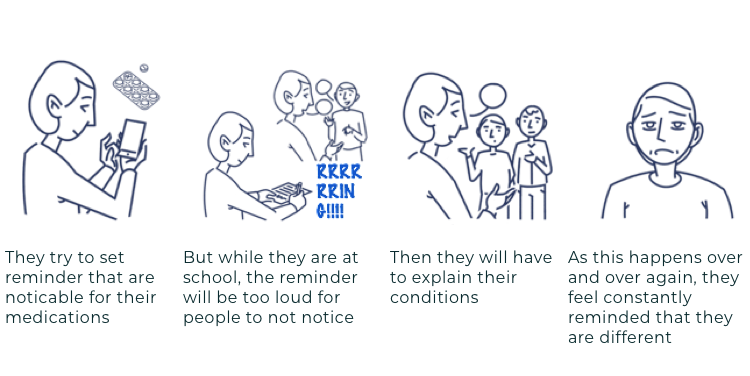 RRRR
RRIN
G!!!!
They try to set
reminder that are
noticable for their
medications
But while they are at
school, the reminder
will be too loud for
people to not notice
Then they will have
to explain their
conditions
As this happens over
and over again, they
feel constantly
reminded that they
are different